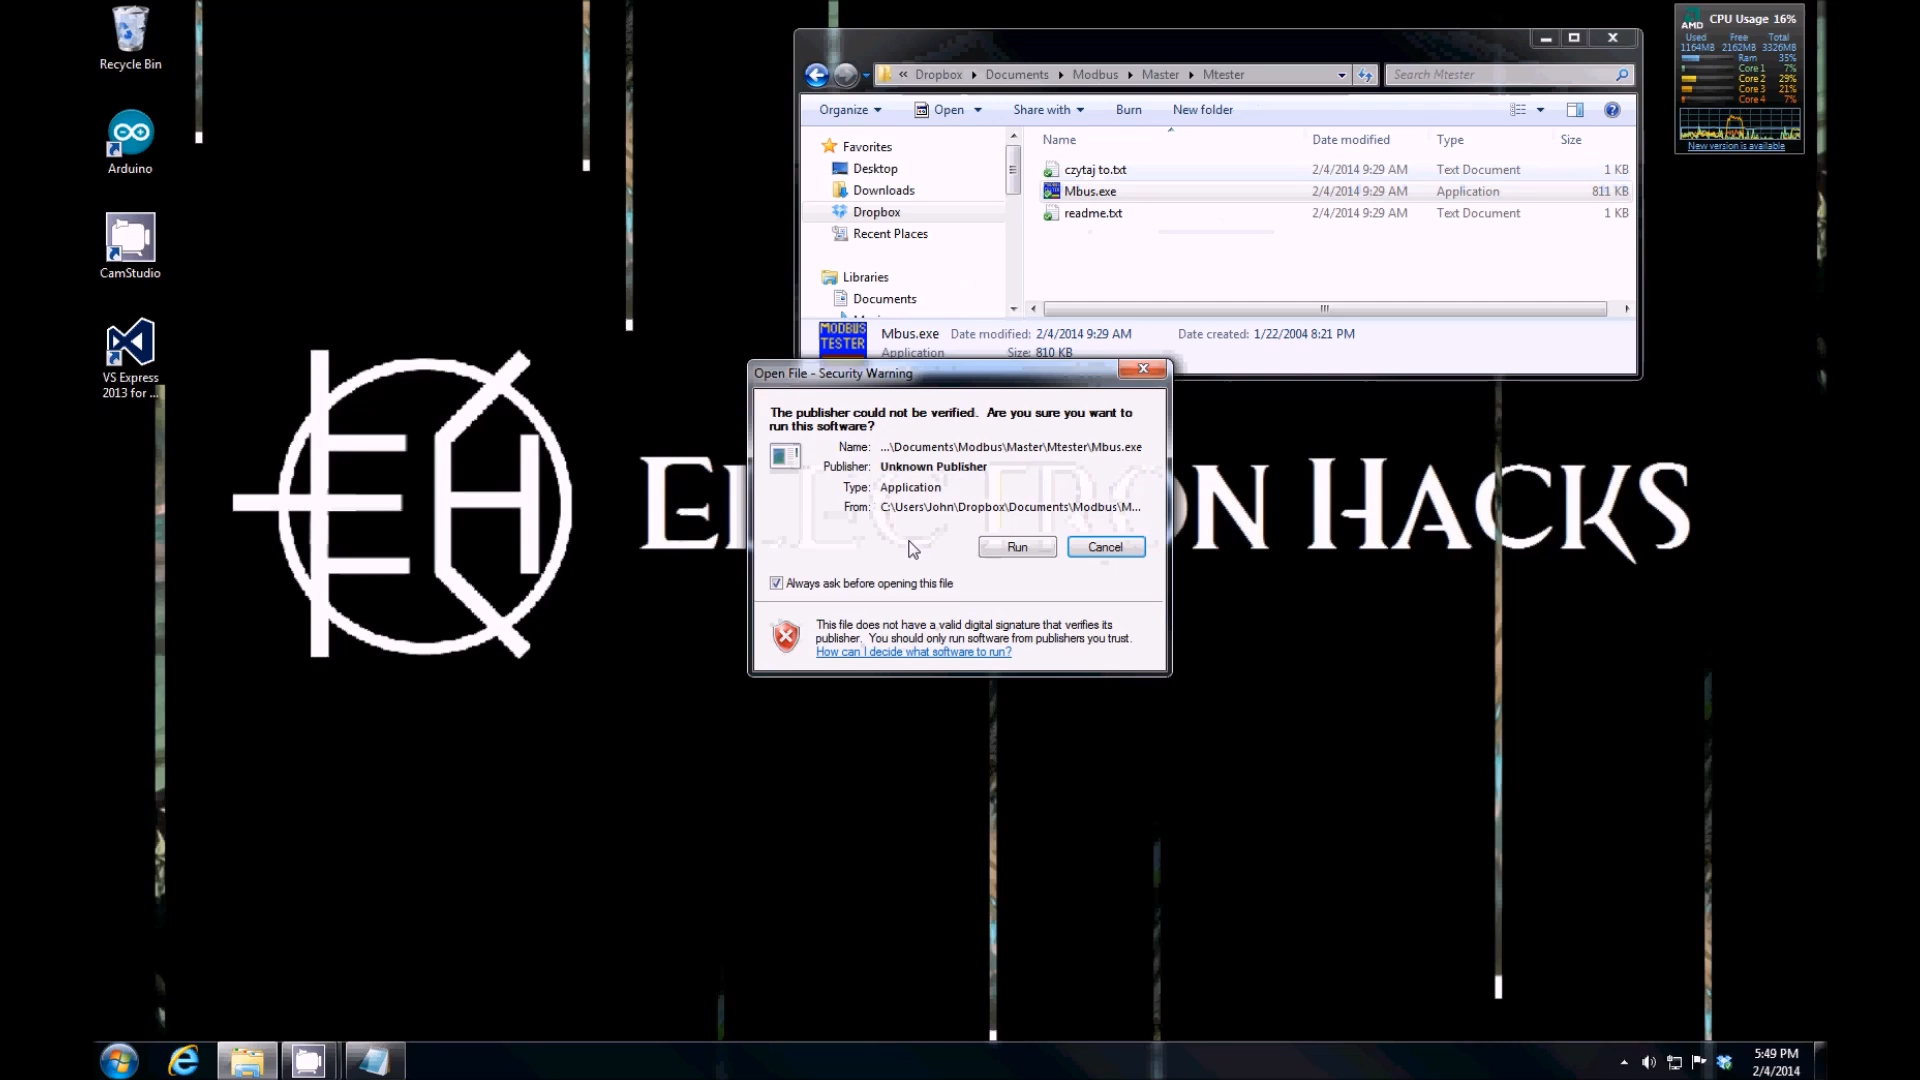 Recycle Bin
Arduino
CamStudio
VS Express
2013 for ...
« Dropbox ▸ Documents ▸ Modbus ▸ Master ▸ Mtester
Search Mtester
Organize Open Share with Burn New folder
Name Date modified Type Size
Favorites
Desktop
Downloads
Dropbox
Recent Places
Libraries
Documents
czytaj to.txt 2/4/2014 9:29 AM Text Document 1 KB
Mbus.exe 2/4/2014 9:29 AM Application 811 KB
readme.txt 2/4/2014 9:29 AM Text Document 1 KB
MODBUS
TESTER
Mbus.exe Date modified: 2/4/2014 9:29 AM Date created: 1/22/2004 8:21 PM
Application Size: 810 KB
AMD
CPU Usage 16%
Used Free Total
1164MB 2162MB 3326MB
Ram 35%
Core 1 7%
Core 2 29%
Core 3 21%
Core 4 7%
New version is available
Open File - Security Warning
The publisher could not be verified. Are you sure you want to
run this software?
Name: ...\Documents\Modbus\Master\Mtester\Mbus.exe
Publisher: Unknown Publisher
Type: Application
From: C:\Users\John\Dropbox\Documents\Modbus\M...
Run Cancel
Always ask before opening this file
This file does not have a valid digital signature that verifies its
publisher. You should only run software from publishers you trust.
How can I decide what software to run?
EH
ELECTRON HACKS
5:49 PM
2/4/2014